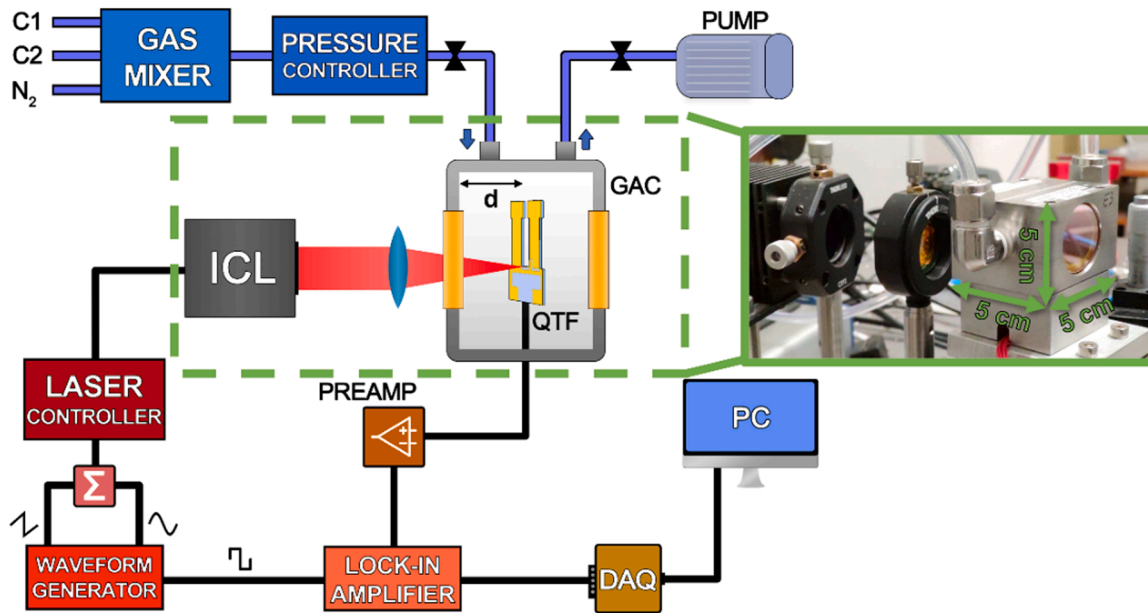 C1
C2
N₂
GAS
MIXER
PRESSURE
CONTROLLER
PUMP
GAC
d
ICL
QTF
5 cm
5 cm
5 cm
LASER
CONTROLLER
PREAMP
PC
Σ
WAVEFORM
GENERATOR
LOCK-IN
AMPLIFIER
DAQ